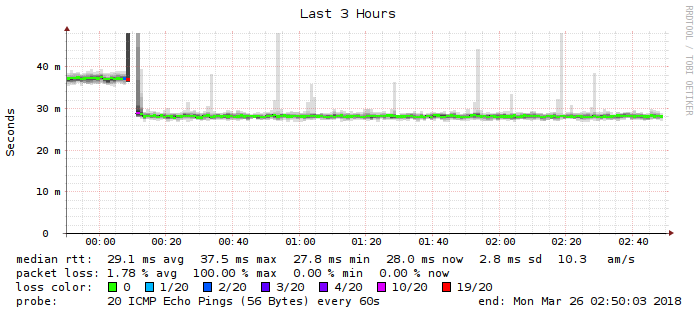 Last 3 Hours
RRDTOOL / TOBI OETIKER
Seconds
40 m
30 m
20 m
10 m
0
00:00 00:20 00:40 01:00 01:20 01:40 02:00 02:20 02:40
median rtt: 29.1 ms avg 37.5 ms max 27.8 ms min 28.0 ms now 2.8 ms sd 10.3 am/s
packet loss: 1.78 % avg 100.00 % max 0.00 % min 0.00 % now
loss color: 0 1/20 2/20 3/20 4/20 10/20 19/20
probe: 20 ICMP Echo Pings (56 Bytes) every 60s end: Mon Mar 26 02:50:03 2018